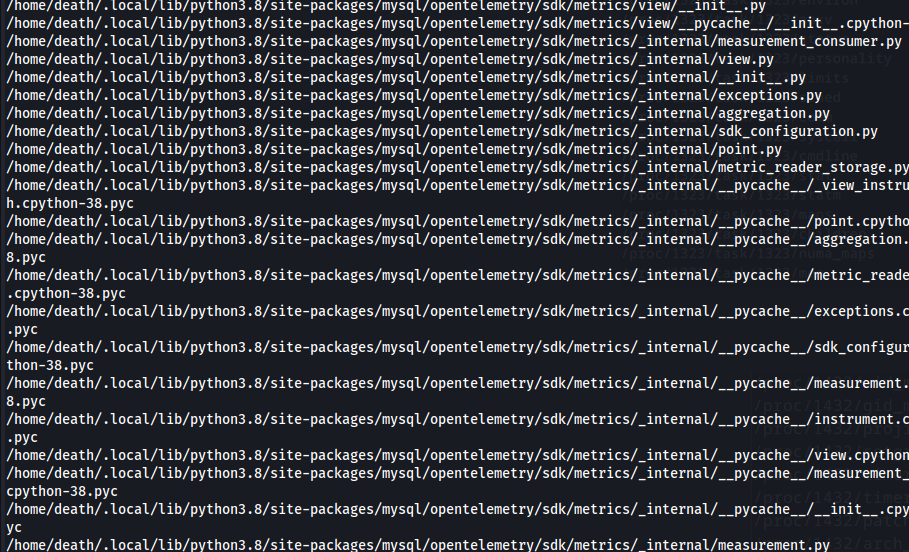 /home/death/.local/lib/python3.8/site-packages/mysql/opentelemetry/sdk/metrics/view/__init__.py
/home/death/.local/lib/python3.8/site-packages/mysql/opentelemetry/sdk/metrics/view/__pycache__/__init__.cpython-
/home/death/.local/lib/python3.8/site-packages/mysql/opentelemetry/sdk/metrics/_internal/measurement_consumer.py
/home/death/.local/lib/python3.8/site-packages/mysql/opentelemetry/sdk/metrics/_internal/view.py
/home/death/.local/lib/python3.8/site-packages/mysql/opentelemetry/sdk/metrics/_internal/__init__.py
/home/death/.local/lib/python3.8/site-packages/mysql/opentelemetry/sdk/metrics/_internal/exceptions.py
/home/death/.local/lib/python3.8/site-packages/mysql/opentelemetry/sdk/metrics/_internal/aggregation.py
/home/death/.local/lib/python3.8/site-packages/mysql/opentelemetry/sdk/metrics/_internal/sdk_configuration.py
/home/death/.local/lib/python3.8/site-packages/mysql/opentelemetry/sdk/metrics/_internal/point.py
/home/death/.local/lib/python3.8/site-packages/mysql/opentelemetry/sdk/metrics/_internal/metric_reader_storage.py
/home/death/.local/lib/python3.8/site-packages/mysql/opentelemetry/sdk/metrics/_internal/__pycache__/_view_instru
h.cpython-38.pyc
/home/death/.local/lib/python3.8/site-packages/mysql/opentelemetry/sdk/metrics/_internal/__pycache__/point.cpytho
/home/death/.local/lib/python3.8/site-packages/mysql/opentelemetry/sdk/metrics/_internal/__pycache__/aggregation.
8.pyc
/home/death/.local/lib/python3.8/site-packages/mysql/opentelemetry/sdk/metrics/_internal/__pycache__/metric_reade
.cpython-38.pyc
/home/death/.local/lib/python3.8/site-packages/mysql/opentelemetry/sdk/metrics/_internal/__pycache__/exceptions.c
.pyc
/home/death/.local/lib/python3.8/site-packages/mysql/opentelemetry/sdk/metrics/_internal/__pycache__/sdk_configur
thon-38.pyc
/home/death/.local/lib/python3.8/site-packages/mysql/opentelemetry/sdk/metrics/_internal/__pycache__/measurement.
8.pyc
/home/death/.local/lib/python3.8/site-packages/mysql/opentelemetry/sdk/metrics/_internal/__pycache__/instrument.c
.pyc
/home/death/.local/lib/python3.8/site-packages/mysql/opentelemetry/sdk/metrics/_internal/__pycache__/view.cpython
/home/death/.local/lib/python3.8/site-packages/mysql/opentelemetry/sdk/metrics/_internal/__pycache__/measurement_
cpython-38.pyc
/home/death/.local/lib/python3.8/site-packages/mysql/opentelemetry/sdk/metrics/_internal/__pycache__/__init__.cpy
yc
/home/death/.local/lib/python3.8/site-packages/mysql/opentelemetry/sdk/metrics/_internal/measurement.py